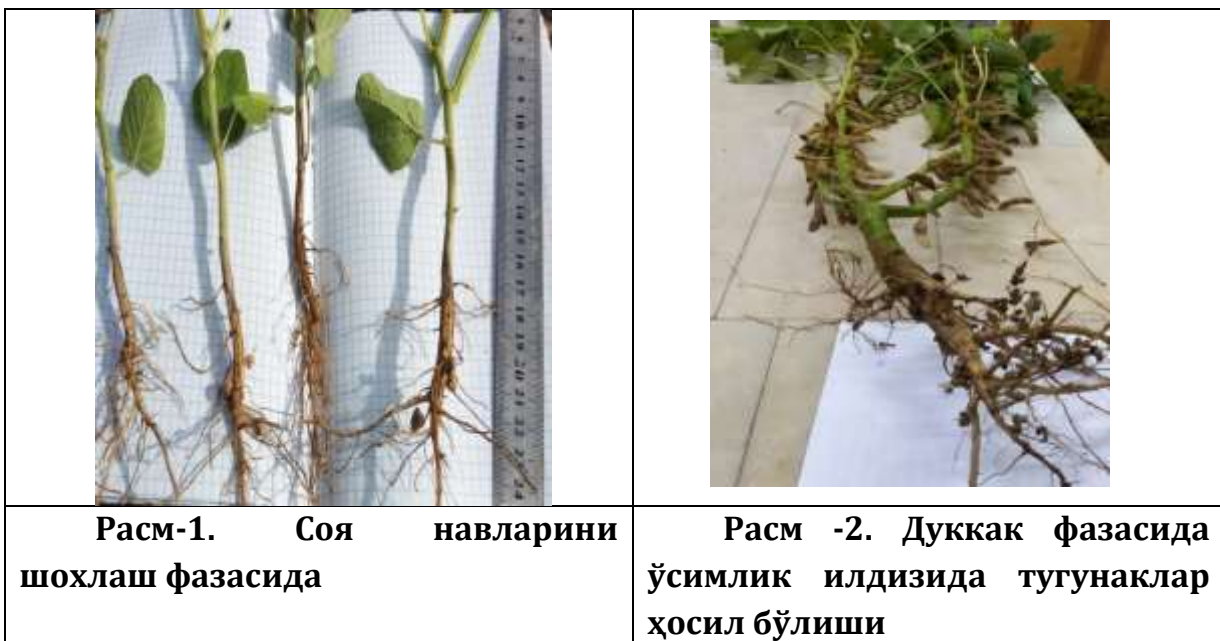 Расм-1. Соя навларини
шохлаш фазасида
Расм -2. Дуккак фазасида
ўсимлик илдизида тугунаклар
ҳосил бўлиши